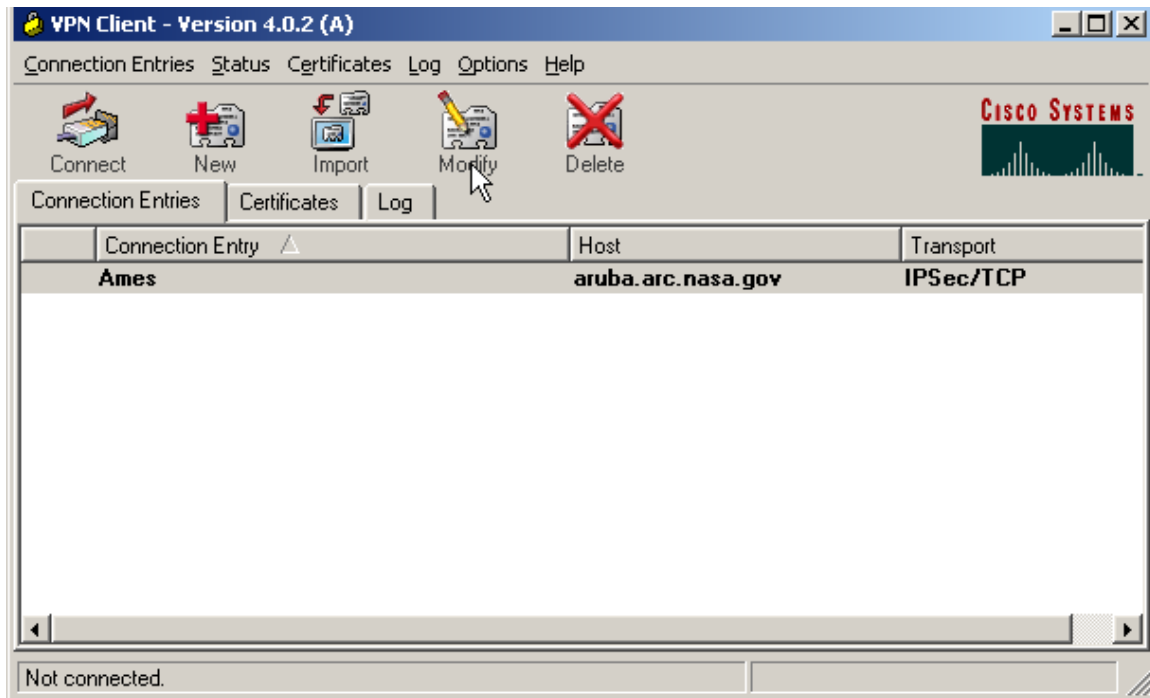 VPN Client - Version 4.0.2 (A)
Connection Entries Status Certificates Log Options Help
Connect New Import Modify Delete
CISCO SYSTEMS
Connection Entries Certificates Log
Connection Entry Host Transport
Ames aruba.arc.nasa.gov IPSec/TCP
Not connected.